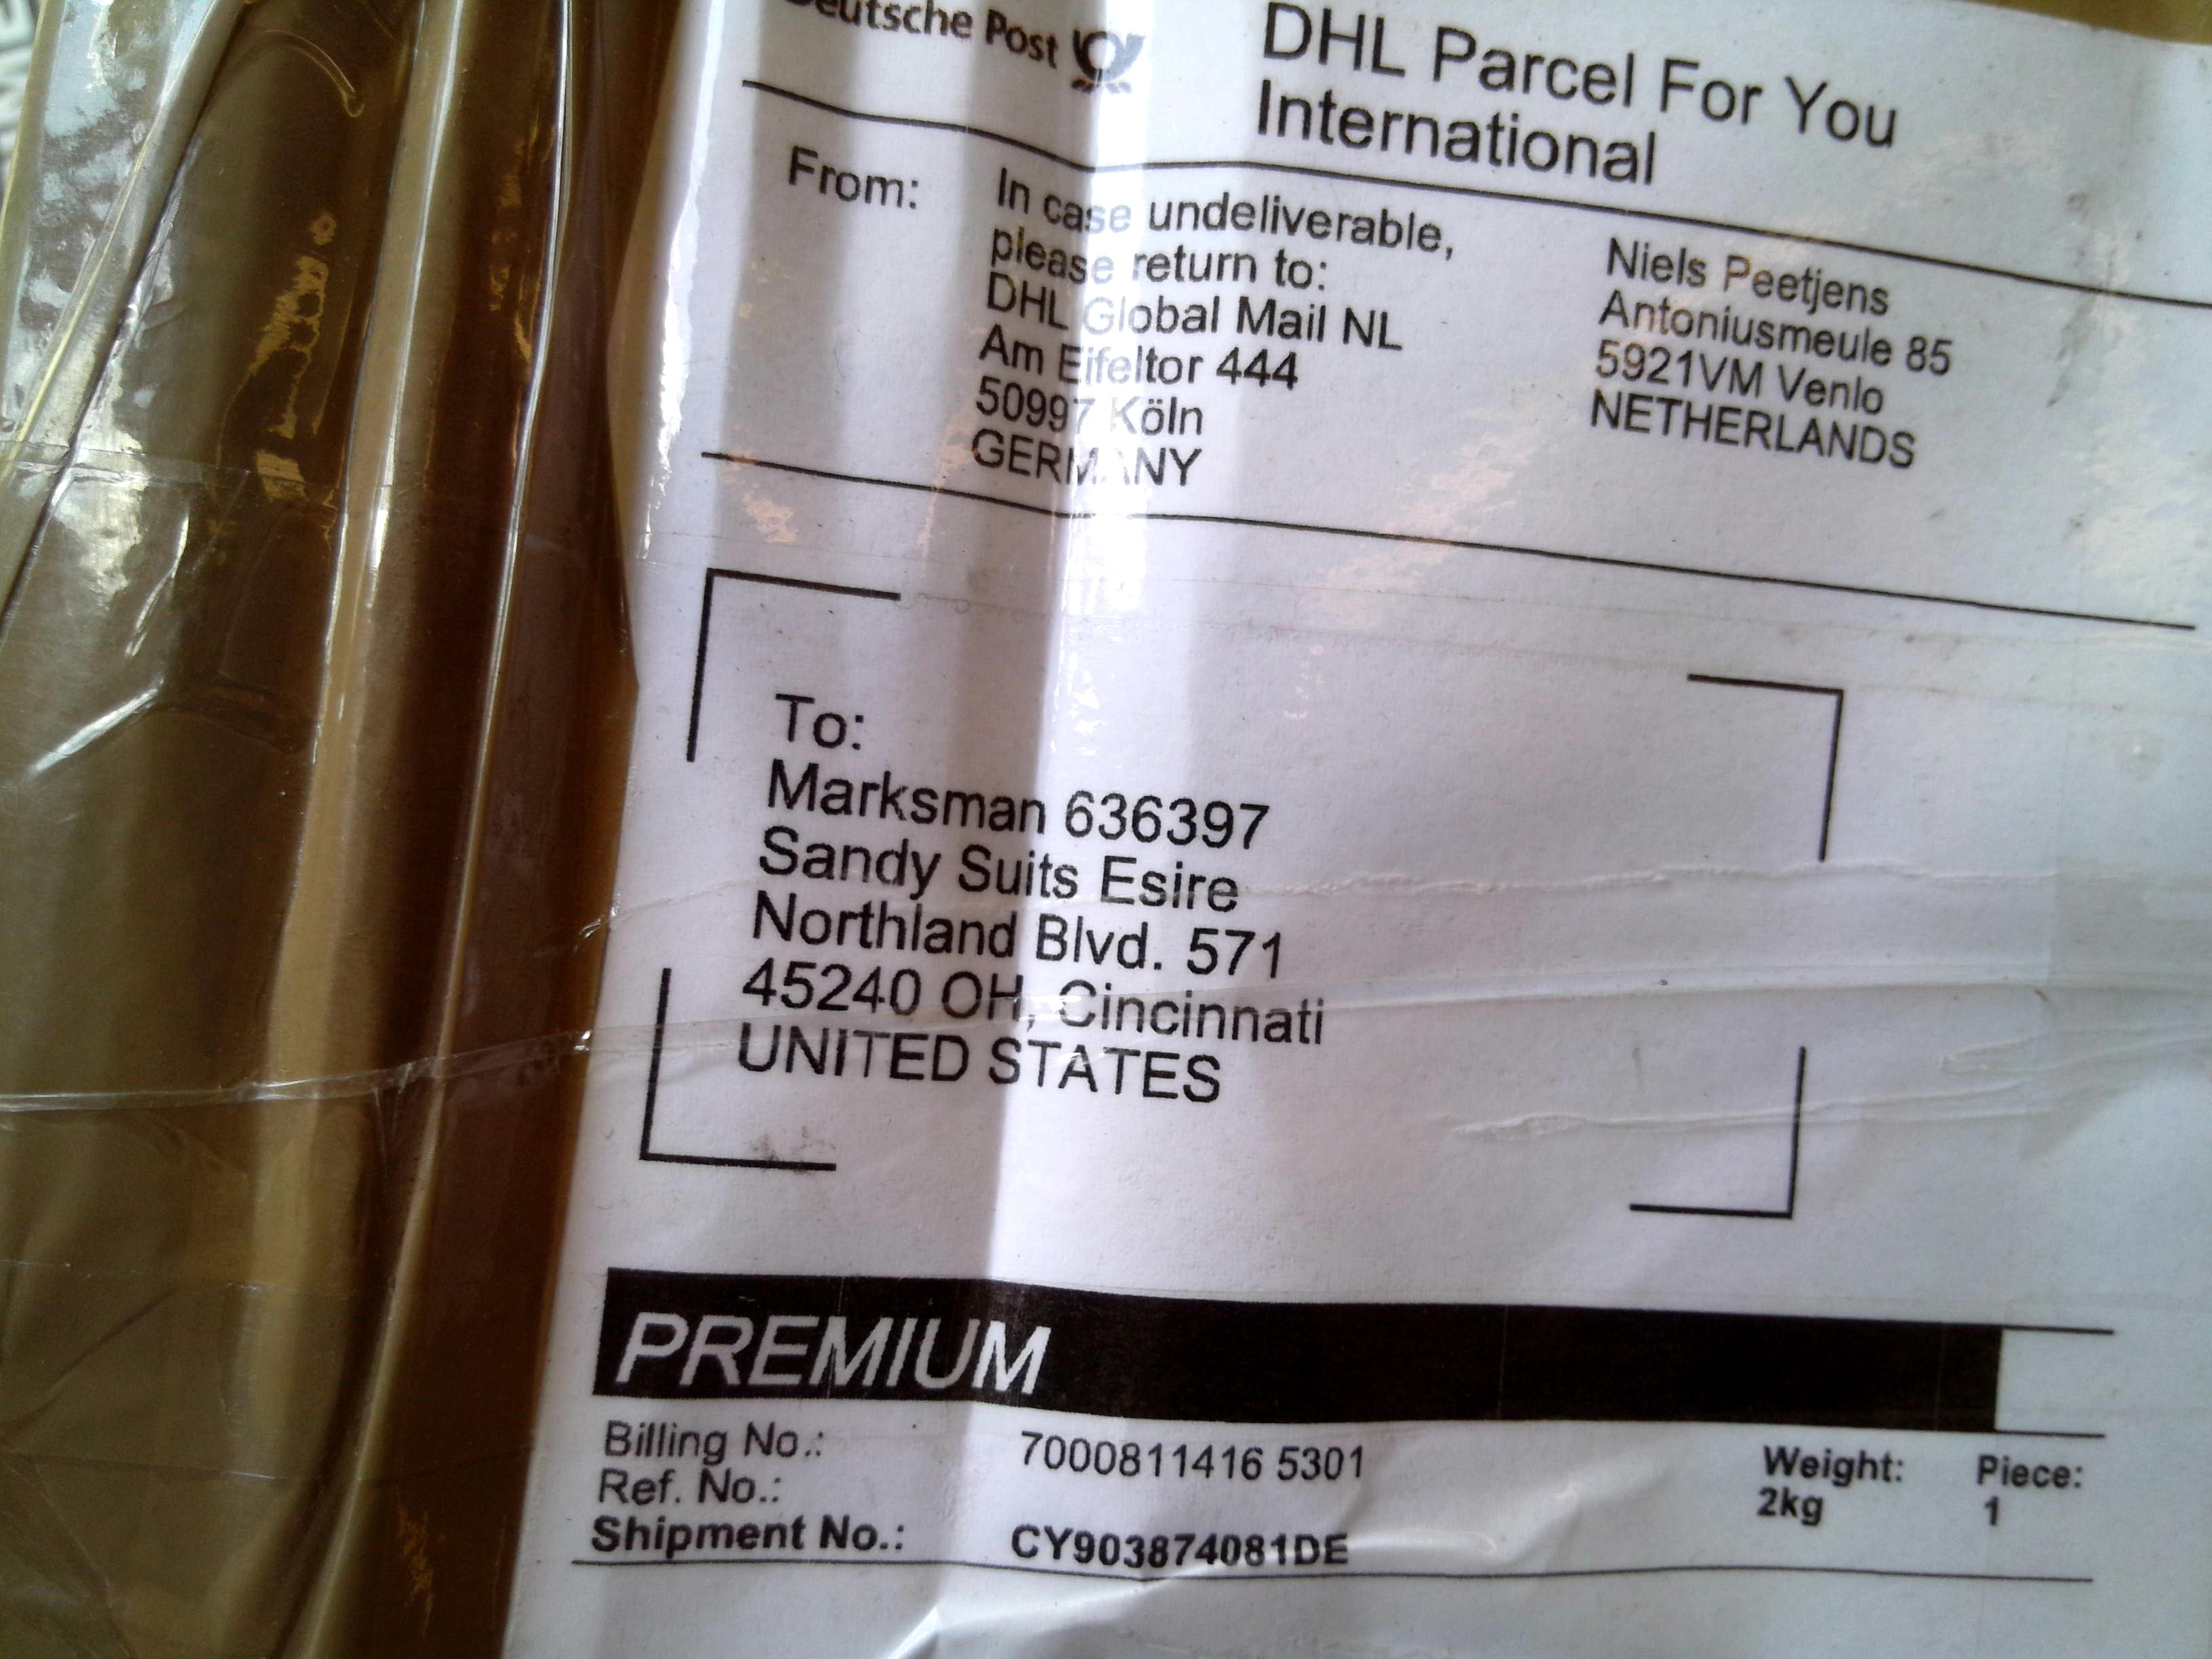 Deutsche Post
DHL Parcel For You
International
From:
In case undeliverable,
please return to:
DHL Global Mail NL
Am Eifeltor 444
50997 Köln
GERMANY
Niels Peetjens
Antoniusmeule 85
5921VM Venlo
NETHERLANDS
To:
Marksman 636397
Sandy Suits Esire
Northland Blvd. 571
45240 OH, Cincinnati
UNITED STATES
PREMIUM
Billing No.: 7000811416 5301
Ref. No.:
Shipment No.: CY903874081DE
Weight: Piece:
2kg 1